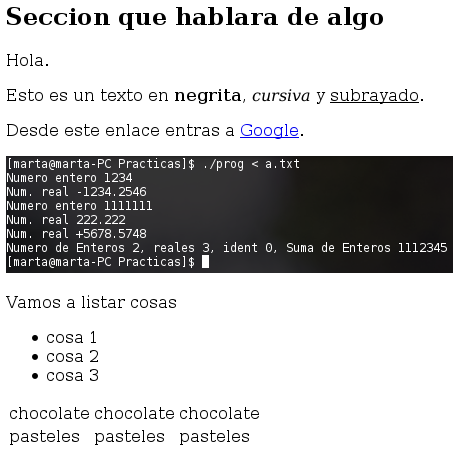 Seccion que hablara de algo
Hola.
Esto es un texto en negrita, cursiva y subrayado.
Desde este enlace entras a Google.
[marta@marta-PC Practicas]$ ./prog < a.txt
Numero entero 1234
Num. real -1234.2546
Numero entero 1111111
Num. real 222.222
Num. real +5678.5748
Numero de Enteros 2, reales 3, ident 0, Suma de Enteros 1112345
[marta@marta-PC Practicas]$
Vamos a listar cosas
• cosa 1
• cosa 2
• cosa 3
chocolate chocolate chocolate
pasteles pasteles pasteles